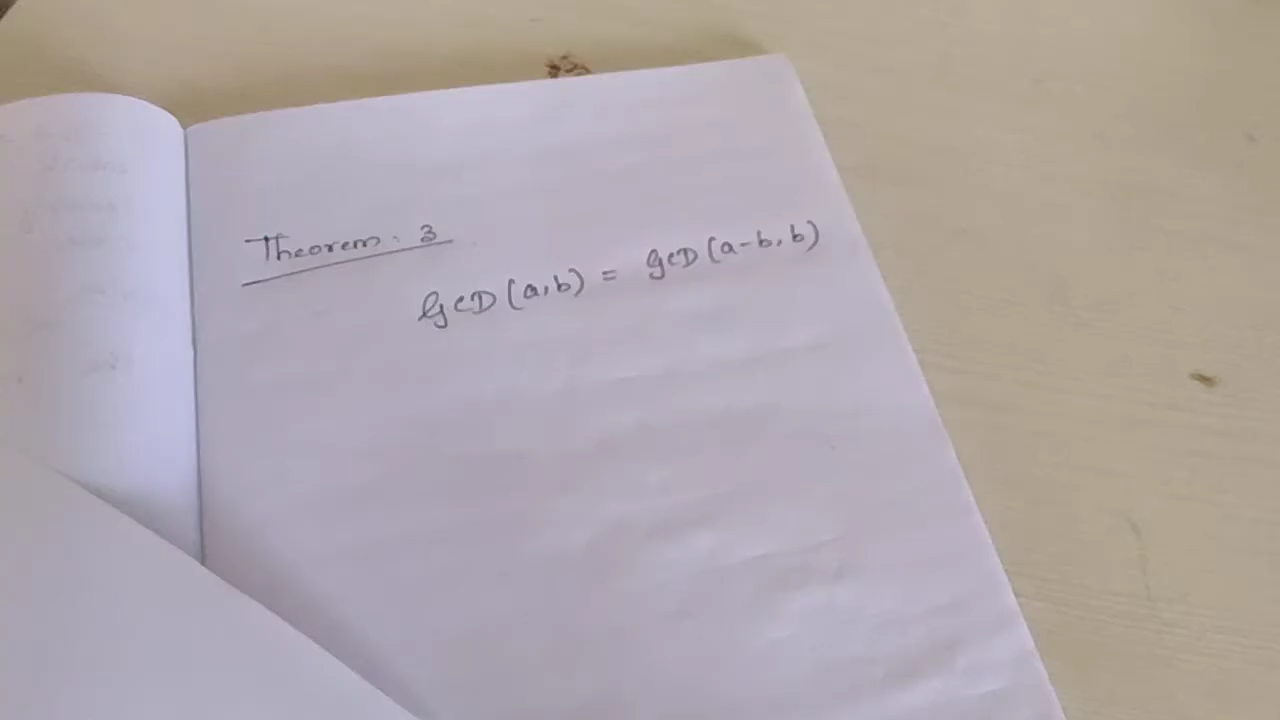 Theorem. 3
GCD (a,b) = GCD (a-b, b)